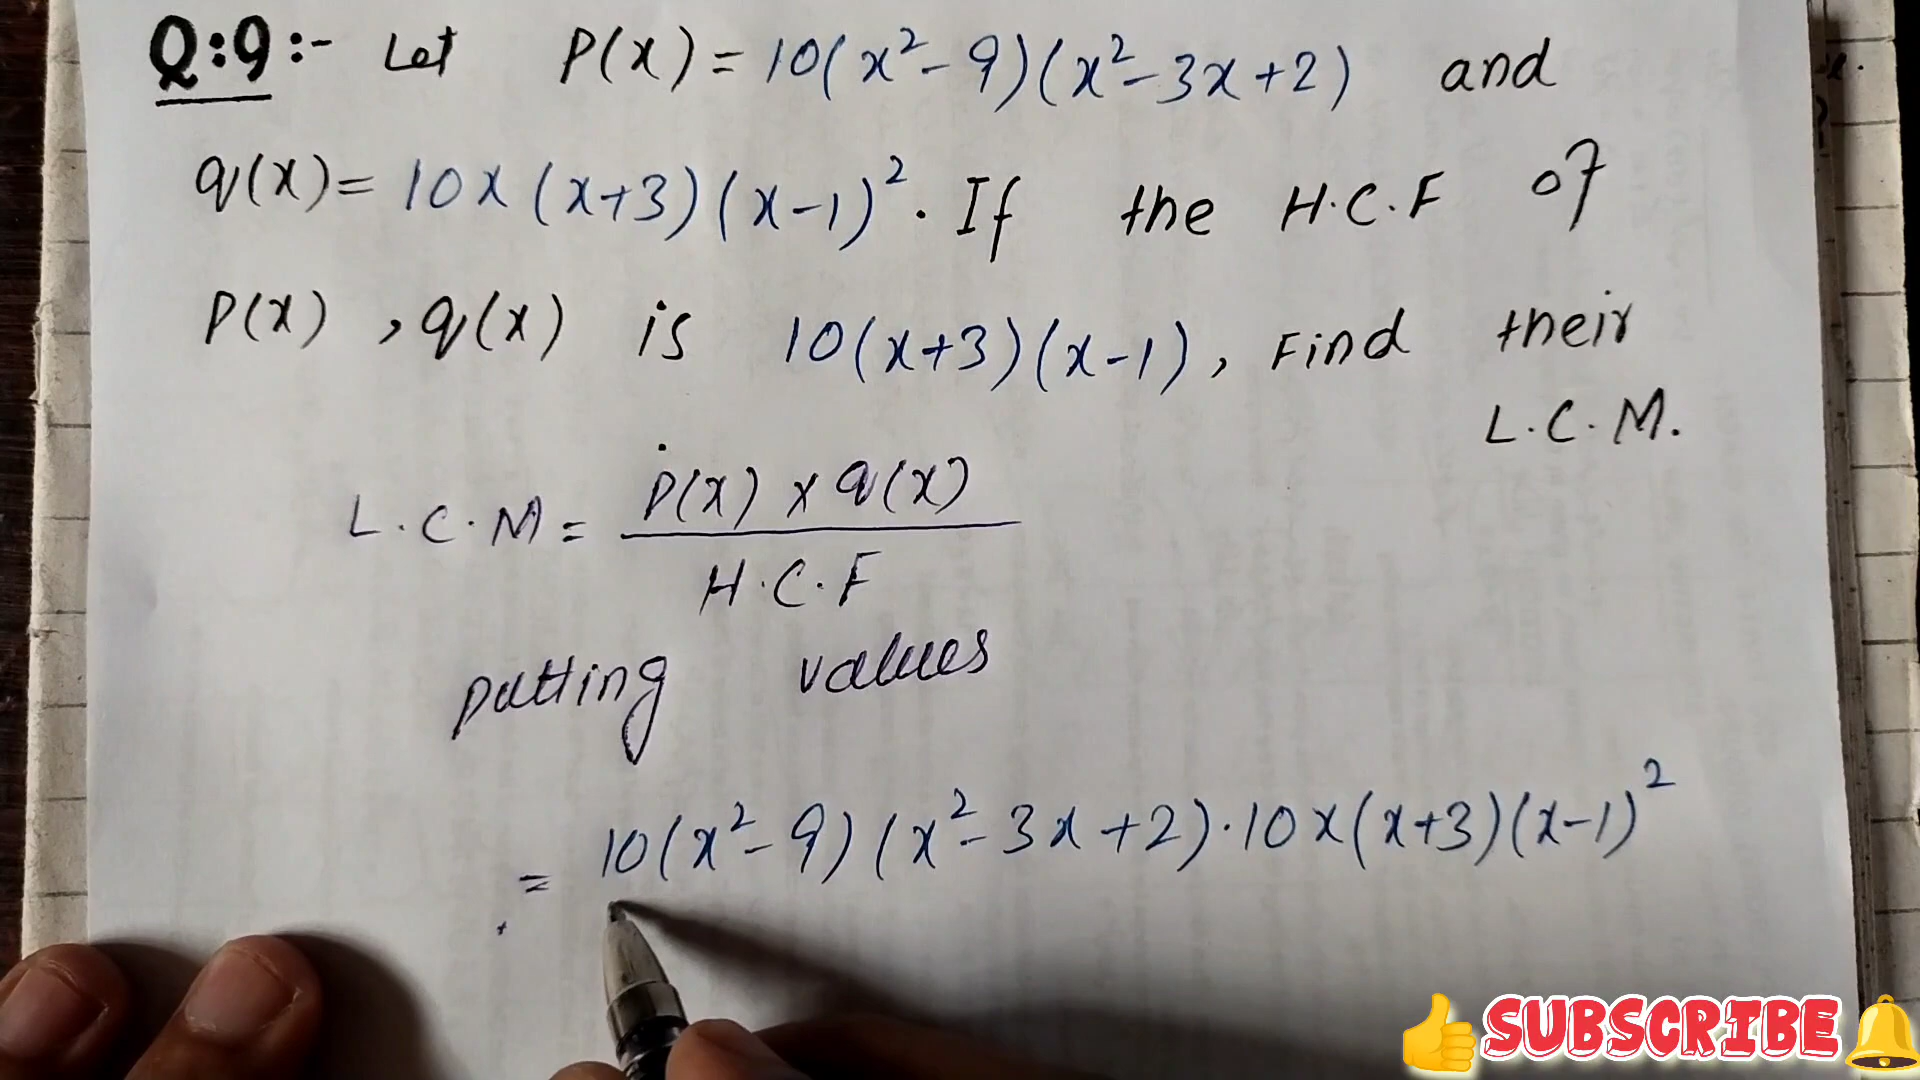 Q:9:- Let P(x) = 10(x²-9)(x²-3x+2) and
q(x) = 10x(x+3)(x-1)². If the H.C.F of
P(x), q(x) is 10(x+3)(x-1), Find their
L.C.M.
L.C.M = P(x) x q(x)
H.C.F
putting values
= 10(x²-9)(x²-3x+2).10x(x+3)(x-1)²
SUBSCRIBE